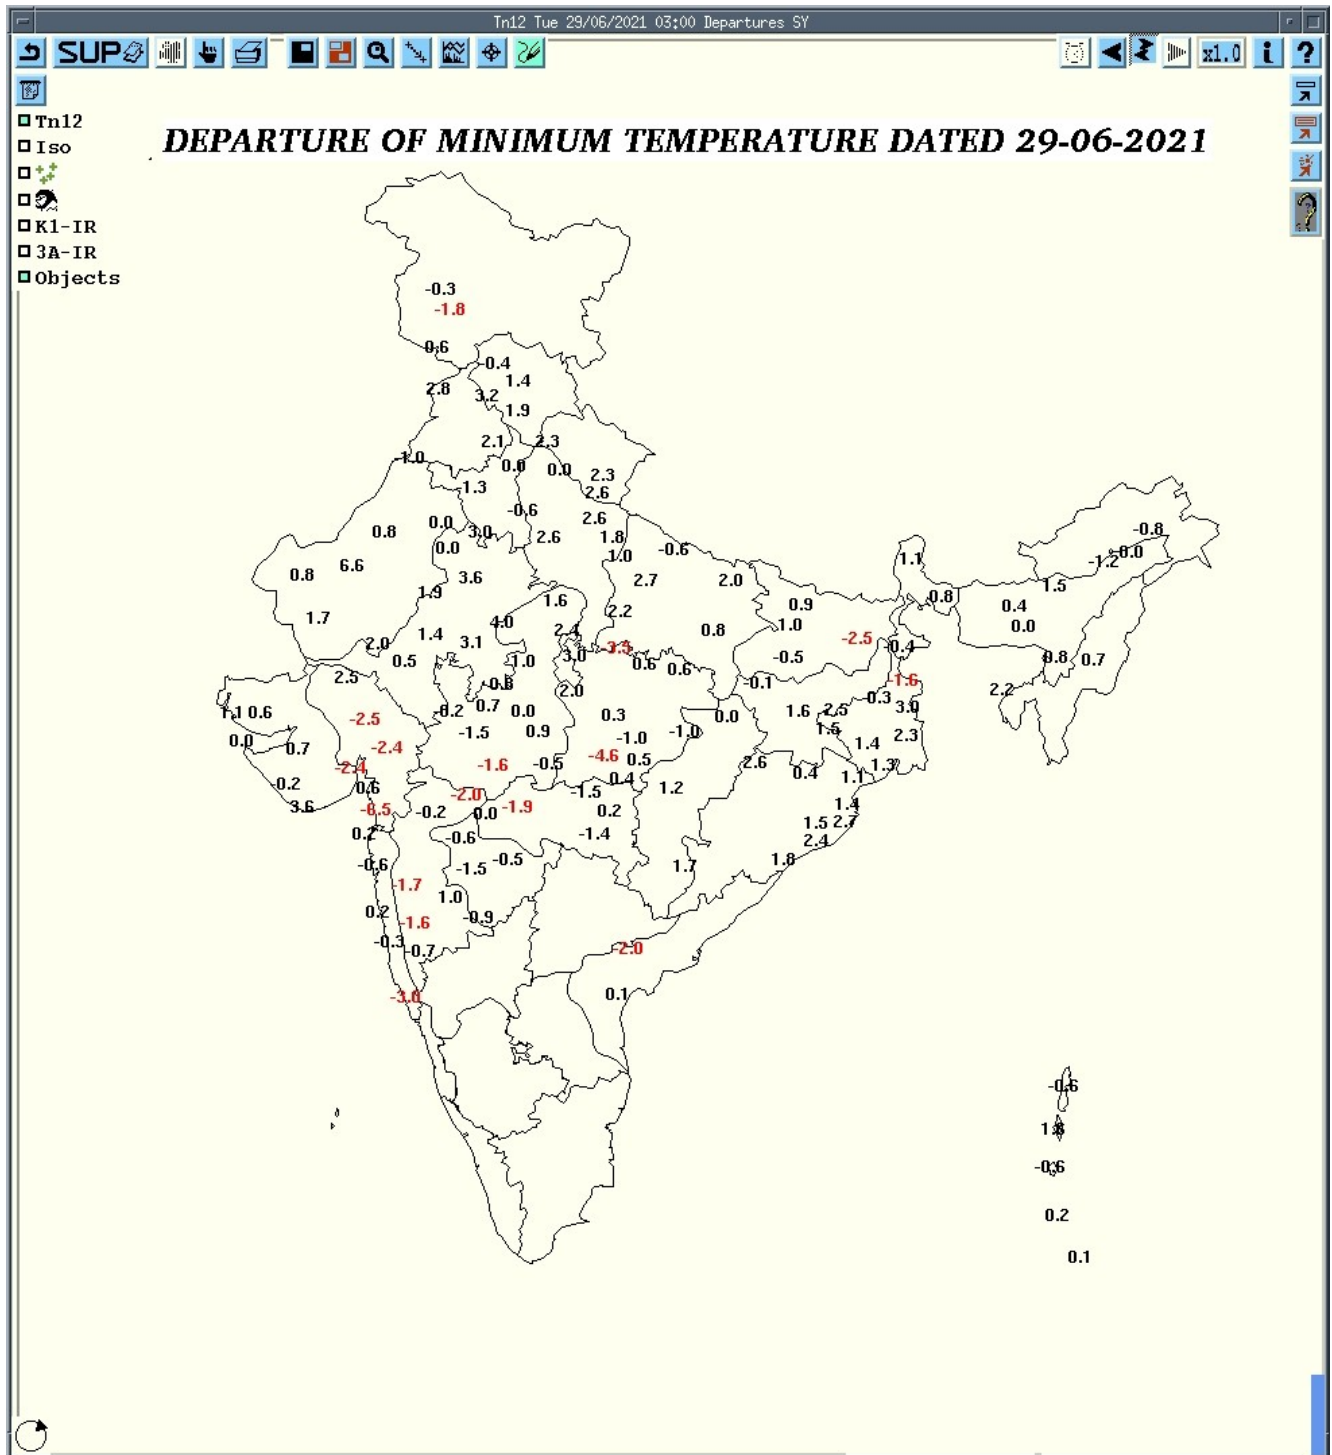 Tn12 Tue 29/06/2021 03:00 Departures SY
SUP
x1.0 i ?
Tn12
Iso
K1-IR
3A-IR
Objects
DEPARTURE OF MINIMUM TEMPERATURE DATED 29-06-2021
-0.3
-1.8
0.6
-0.4
1.4
2.8 3.2
1.9
2.1 2.3
-1.0 0.0 0.0
2.3
1.3 2.6
-0.6
0.8 0.0 3.0 2.6 2.6 -0.8
0.0 1.8 -0.6 0.0
1.0 1.1 -1.2
0.8 6.6 3.6 2.7 2.0 1.5
1.9 1.6 0.9 0.8 0.4
1.7 4.0 2.2 1.0 0.0
1.4 2.4 0.8
2.0 3.1 -3.5 -2.5 -0.4
0.5 1.0 3.0 0.6 0.6 -0.5 0.8 0.7
2.5 -0.1 -1.6
2.0 2.2
1.1 0.6 -0.2 0.7 0.0 0.3 0.0 1.6 2.5 -0.3 3.0
-2.5
0.0 0.7 -1.5 0.9 -1.0 -1.0 1.5 1.4 2.3
-2.4
-2.4 -1.6 -0.5 -4.6 0.5 2.6 0.4 1.3
-0.2 0.6 0.4 1.1
3.6 -2.0 -1.5 1.2
-0.2 0.0 -1.9 0.2 1.4
0.2 -0.6 -1.4 1.5 2.7
2.4
-0.6 -1.5 -0.5 1.7 1.8
-1.7 1.0
0.2 -1.6 -0.9
-0.3 -0.7 -2.0
-3.0 0.1
-0.6
-0.6
0.2
0.1